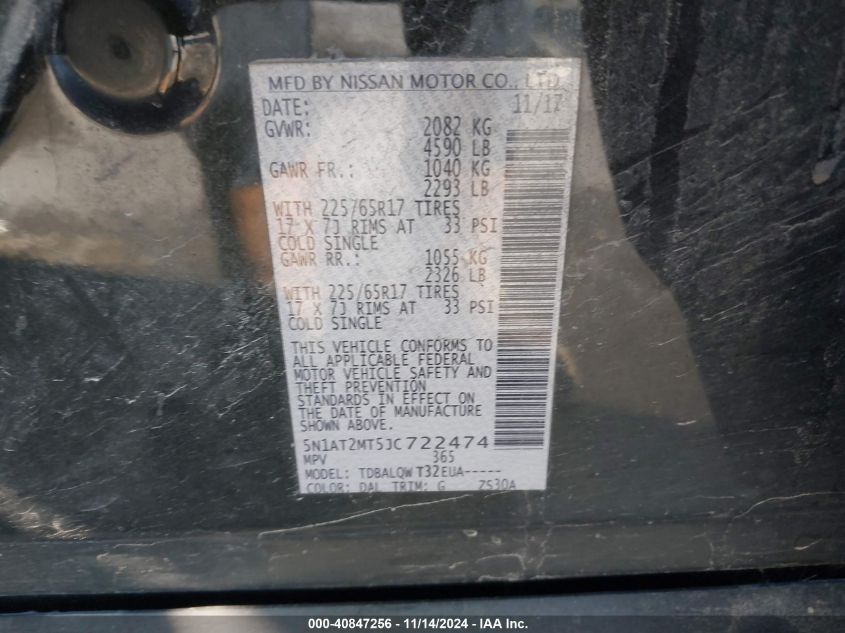 MFD BY NISSAN MOTOR CO., LTD.
DATE: 11/17
GVWR: 2082 KG
4590 LB
GAWR FR.: 1040 KG
2293 LB
WITH 225/65R17 TIRES
17 X 7J RIMS AT 33 PSI
COLD SINGLE
GAWR RR.: 1055 KG
2326 LB
WITH 225/65R17 TIRES
17 X 7J RIMS AT 33 PSI
COLD SINGLE
THIS VEHICLE CONFORMS TO
ALL APPLICABLE FEDERAL
MOTOR VEHICLE SAFETY AND
THEFT PREVENTION
STANDARDS IN EFFECT ON
THE DATE OF MANUFACTURE
SHOWN ABOVE.
5N1AT2MT5JC722474
MPV 365
MODEL: TDBALQW T32EUA-----
COLOR: DAL TRIM: G ZS30A
000-40847256 - 11/14/2024 - IAA Inc.